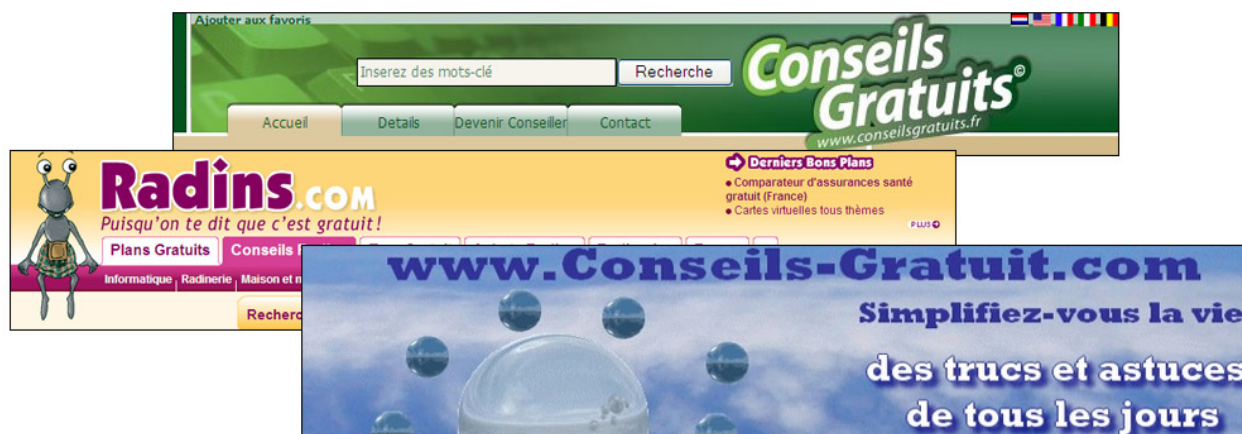 Ajouter aux favoris
Inserez des mots-clé
Recherche
Conseils
Gratuits©
www.conseilsgratuits.fr
Accueil
Details
Devenir Conseiller
Contact
Radins.com
Puisqu'on te dit que c'est gratuit!
Derniers Bons Plans
Comparateur d'assurances santé
gratuit (France)
Cartes virtuelles tous thèmes
PLUS
Plans Gratuits
Conseils
Informatique
Radinerie
Maison et
www.Conseils-Gratuit.com
Simplifiez-vous la vie
des trucs et astuces
de tous les jours